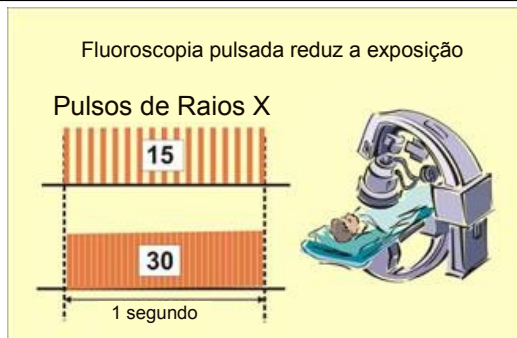 Fluoroscopia pulsada reduz a exposição
Pulsos de Raios X
15
30
1 segundo